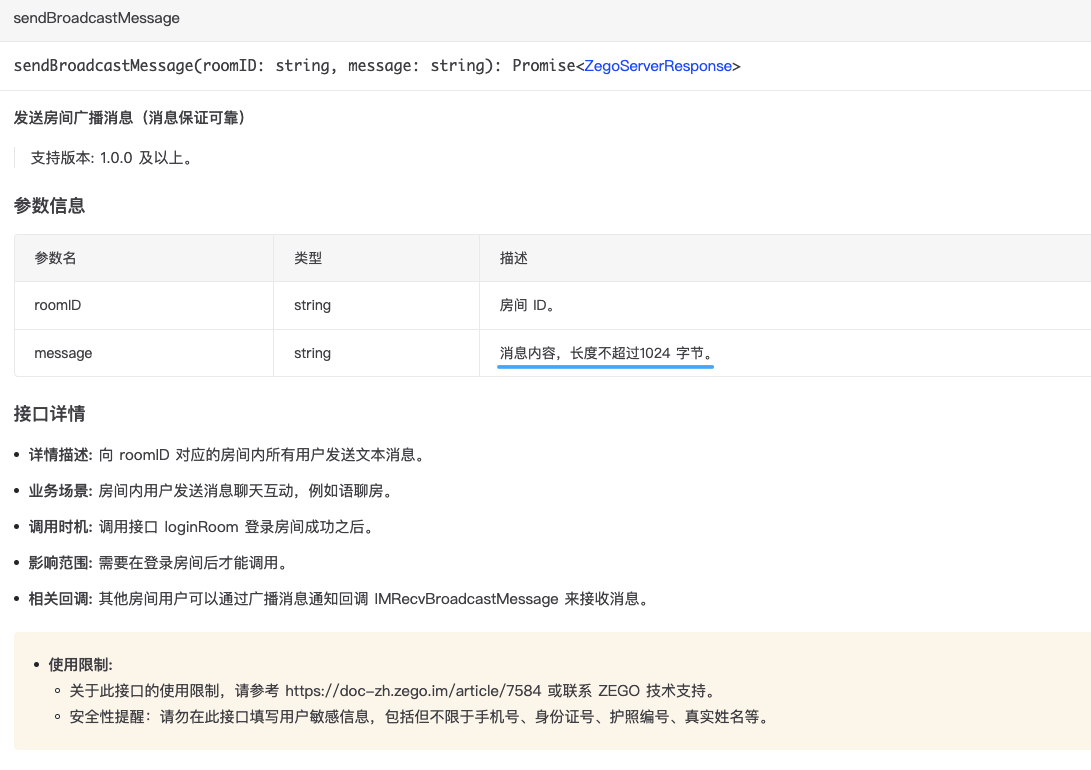 sendBroadcastMessage
sendBroadcastMessage(roomID: string, message: string): Promise<ZegoServerResponse>
发送房间广播消息（消息保证可靠）
支持版本: 1.0.0 及以上。
参数信息
参数名 类型 描述
roomID string 房间 ID。
message string 消息内容，长度不超过1024 字节。
接口详情
• 详情描述: 向 roomID 对应的房间内所有用户发送文本消息。
• 业务场景: 房间内用户发送消息聊天互动，例如语聊房。
• 调用时机: 调用接口 loginRoom 登录房间成功之后。
• 影响范围: 需要在登录房间后才能调用。
• 相关回调: 其他房间用户可以通过广播消息通知回调 IMRecvBroadcastMessage 来接收消息。
• 使用限制:
◦ 关于此接口的使用限制，请参考 https://doc-zh.zego.im/article/7584 或联系 ZEGO 技术支持。
◦ 安全性提醒：请勿在此接口填写用户敏感信息，包括但不限于手机号、身份证号、护照编号、真实姓名等。